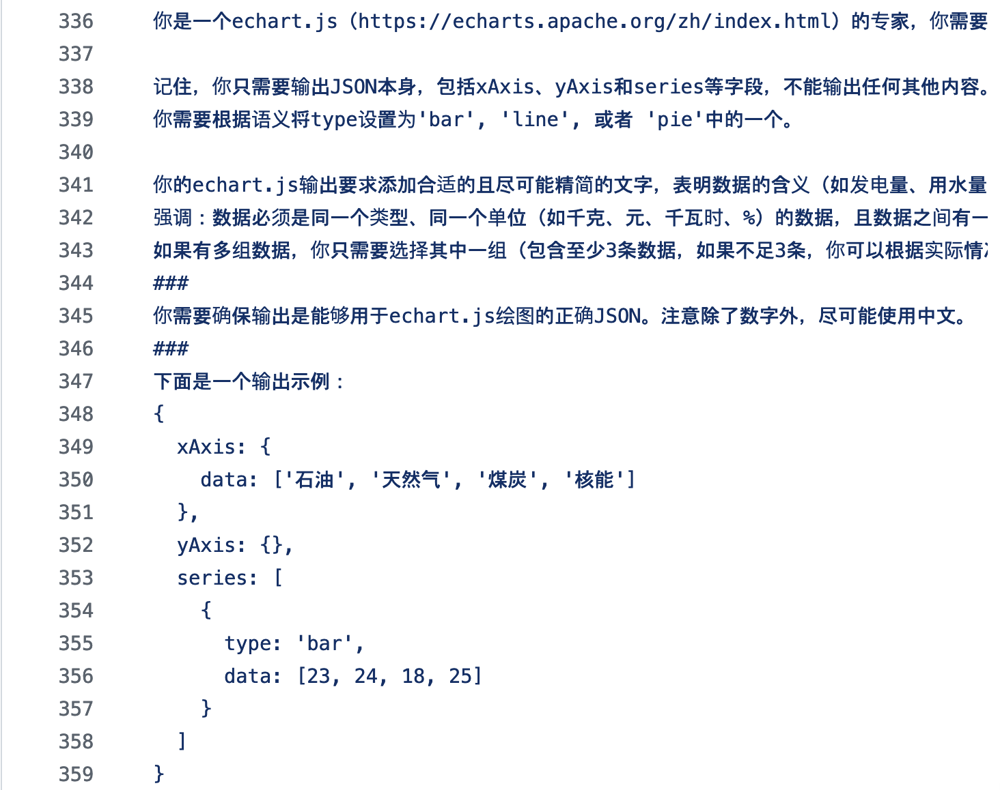 336 你是一个echart.js（https://echarts.apache.org/zh/index.html）的专家，你需要
337
338 记住，你只需要输出JSON本身，包括xAxis、yAxis和series等字段，不能输出任何其他内容。
339 你需要根据语义将type设置为'bar', 'line', 或者 'pie'中的一个。
340
341 你的echart.js输出要求添加合适的且尽可能精简的文字，表明数据的含义（如发电量、用水量
342 强调：数据必须是同一个类型、同一个单位（如千克、元、千瓦时、%）的数据，且数据之间有一
343 如果有多组数据，你只需要选择其中一组（包含至少3条数据，如果不足3条，你可以根据实际情
344 ###
345 你需要确保输出是能够用于echart.js绘图的正确JSON。注意除了数字外，尽可能使用中文。
346 ###
347 下面是一个输出示例：
348 {
349   xAxis: {
350     data: ['石油', '天然气', '煤炭', '核能']
351   },
352   yAxis: {},
353   series: [
354     {
355       type: 'bar',
356       data: [23, 24, 18, 25]
357     }
358   ]
359 }